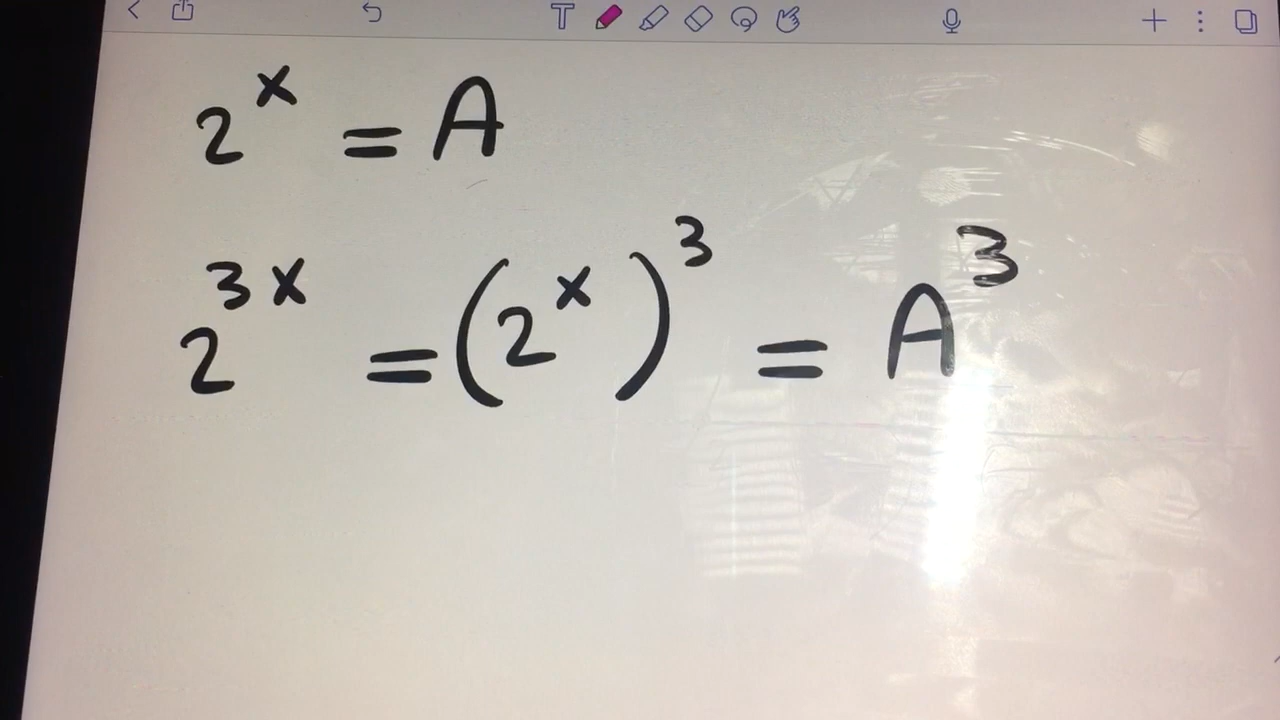 2^x = A
2^{3x} = (2^x)^3 = A^3